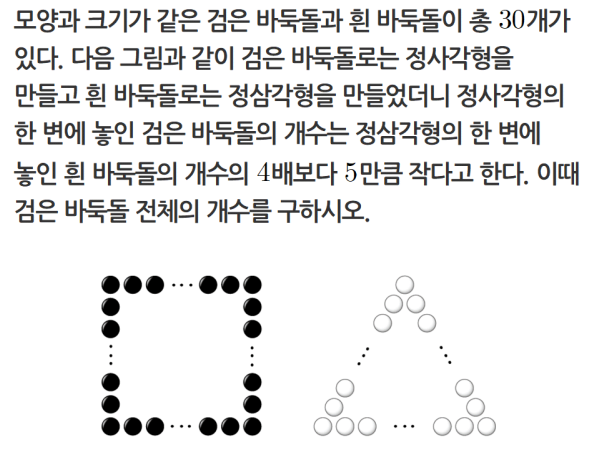 모양과 크기가 같은 검은 바둑돌과 흰 바둑돌이 총 30개가
있다. 다음 그림과 같이 검은 바둑돌로는 정사각형을
만들고 흰 바둑돌로는 정삼각형을 만들었더니 정사각형의
한 변에 놓인 검은 바둑돌의 개수는 정삼각형의 한 변에
놓인 흰 바둑돌의 개수의 4배보다 5만큼 작다고 한다. 이때
검은 바둑돌 전체의 개수를 구하시오.